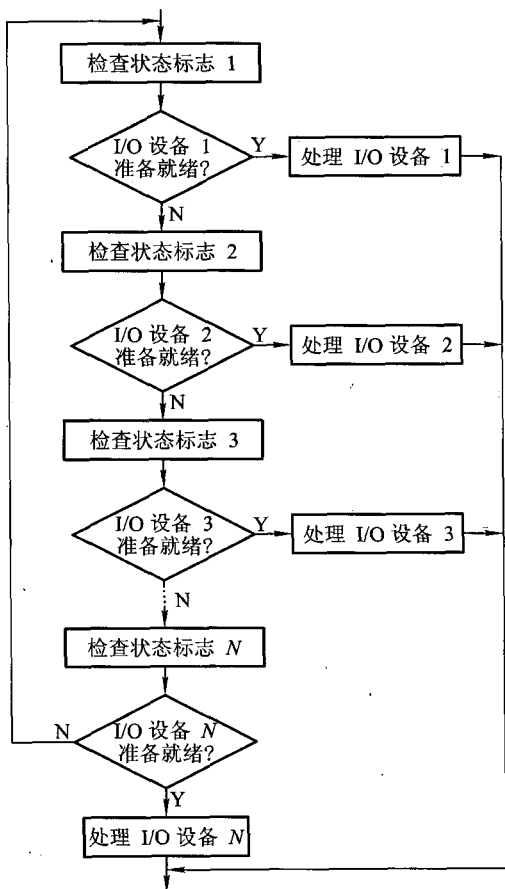 检查状态标志 1
I/O 设备 1
准备就绪?
Y
处理 I/O 设备 1
N
检查状态标志 2
I/O 设备 2
准备就绪?
Y
处理 I/O 设备 2
N
检查状态标志 3
I/O 设备 3
准备就绪?
Y
处理 I/O 设备 3
N
检查状态标志 N
N
I/O 设备 N
准备就绪?
Y
处理 I/O 设备 N